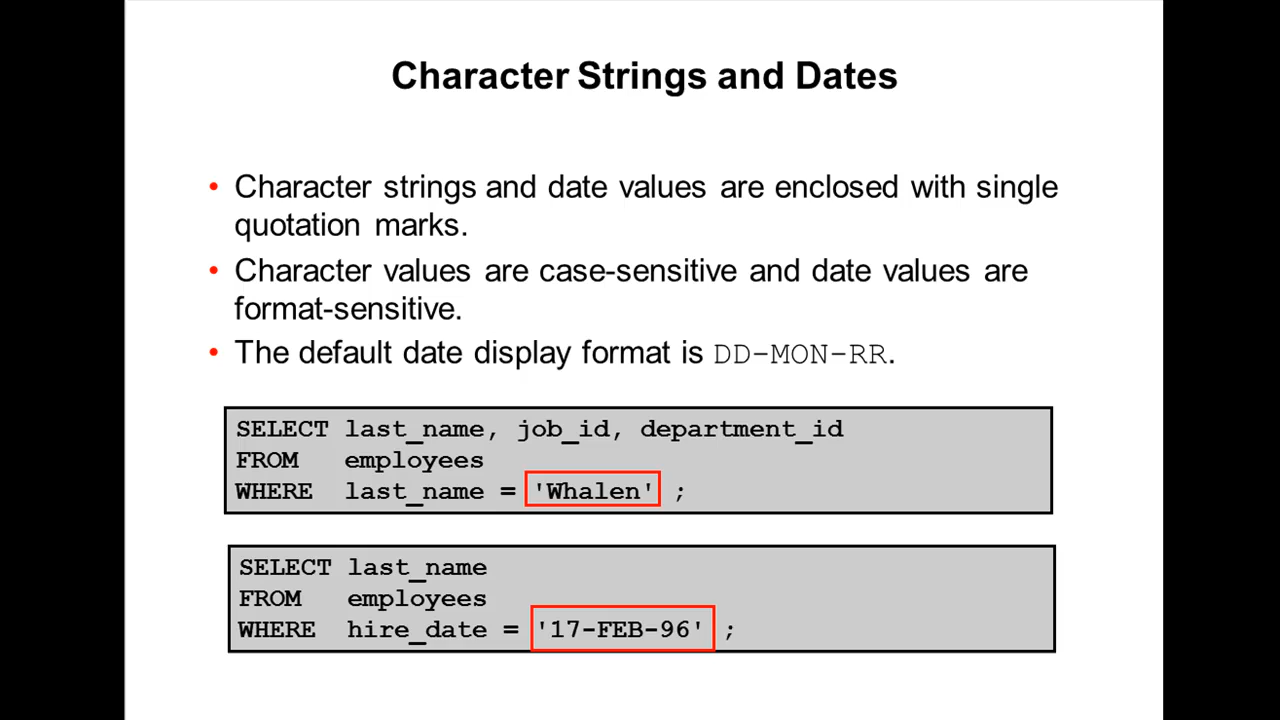 Character Strings and Dates
• Character strings and date values are enclosed with single
quotation marks.
• Character values are case-sensitive and date values are
format-sensitive.
• The default date display format is DD-MON-RR.
SELECT last_name, job_id, department_id
FROM   employees
WHERE  last_name = 'Whalen' ;
SELECT last_name
FROM   employees
WHERE  hire_date = '17-FEB-96' ;